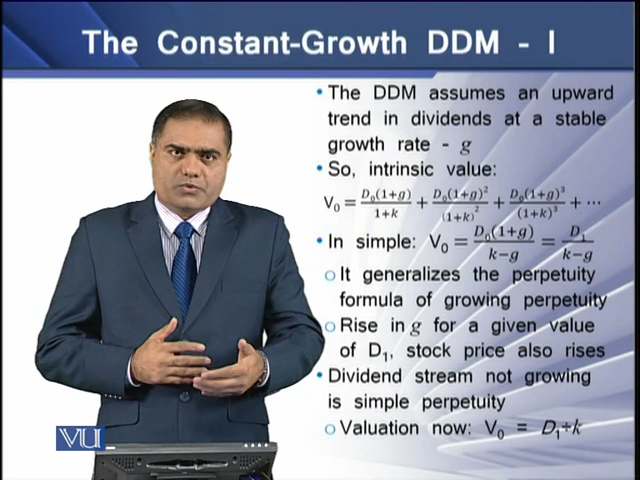 The Constant-Growth DDM - I
• The DDM assumes an upward
trend in dividends at a stable
growth rate - g
• So, intrinsic value:
V₀ = D₀(1+g)/1+k + D₀(1+g)²/(1+k)² + D₀(1+g)³/(1+k)³ + ⋯
• In simple: V₀ = D₀(1+g)/k−g = D₁/k−g
o It generalizes the perpetuity
formula of growing perpetuity
o Rise in g for a given value
of D₁, stock price also rises
• Dividend stream not growing
is simple perpetuity
o Valuation now: V₀ = D₁÷k
VU